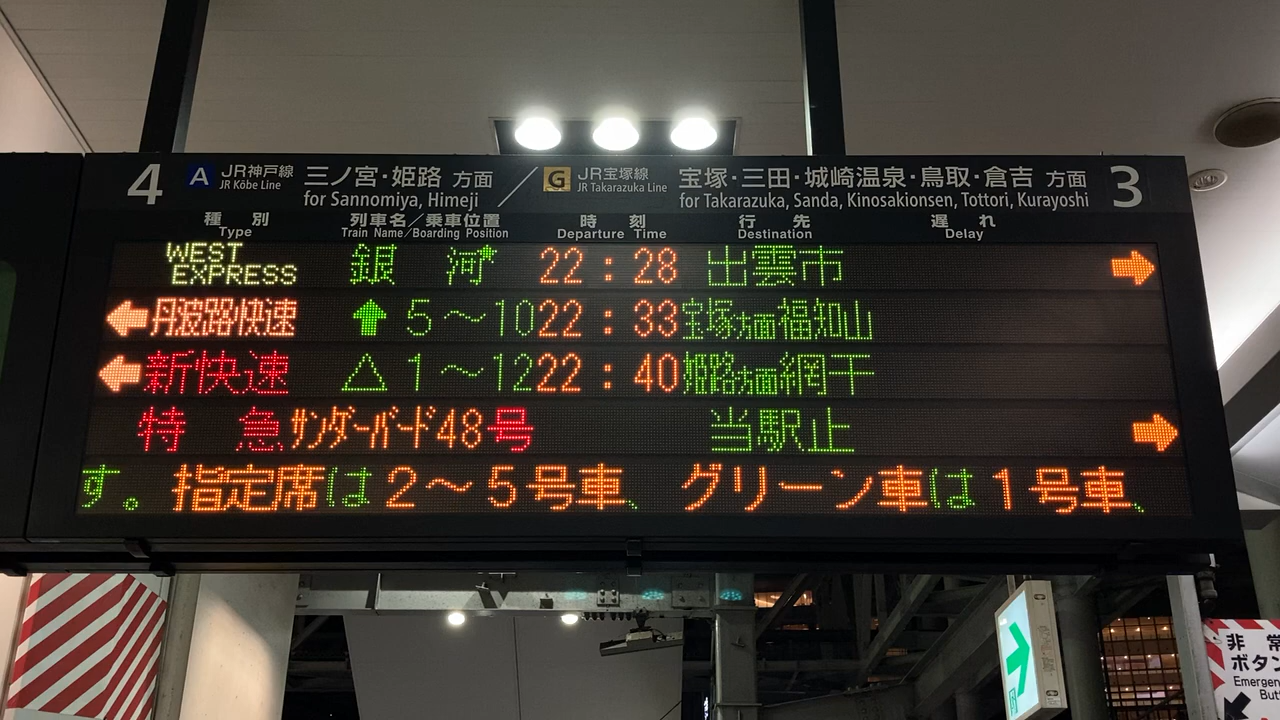 4 A JR神戸線 三ノ宮・姫路 方面 / G JR宝塚線 宝塚・三田・城崎温泉・鳥取・倉吉 方面 3
JR Kōbe Line for Sannomiya, Himeji JR Takarazuka Line for Takarazuka, Sanda, Kinosakionsen, Tottori, Kurayoshi
種別 列車名/乗車位置 時刻 行先 遅れ
Type Train Name/Boarding Position Departure Time Destination Delay
WEST EXPRESS 銀河 22:28 出雲市 →
← 丹波路快速 ↑ 5～10 22:33 宝塚方面福知山
← 新快速 △ 1～12 22:40 姫路方面網干
特急 サンダーバード48号 当駅止 →
す。 指定席は2～5号車、 グリーン車は1号車、
非常
ボタン
Emergen
Butt